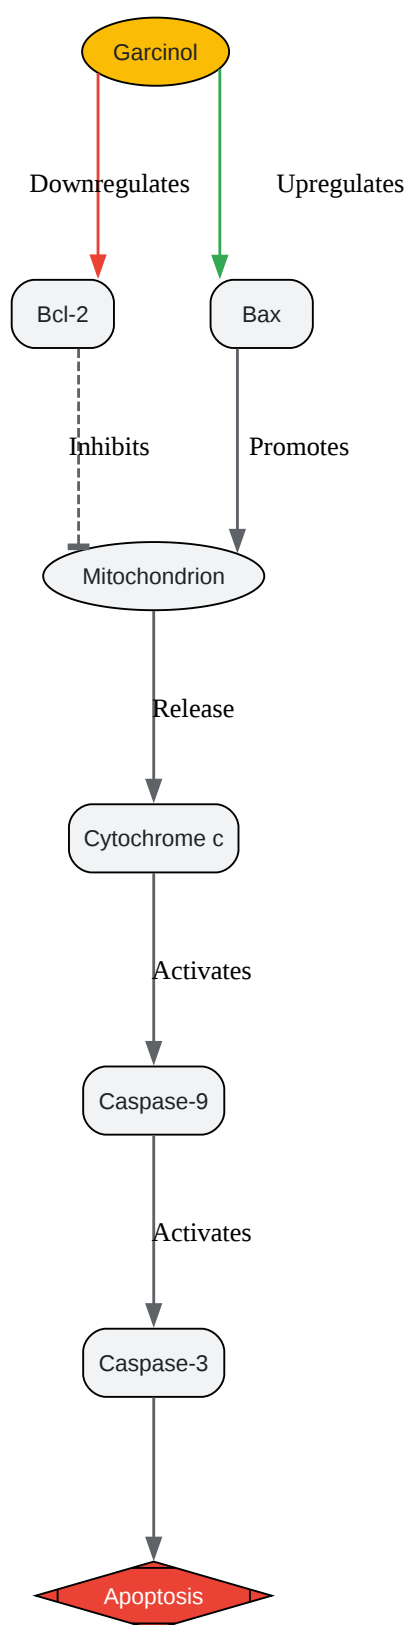 Garcinol
Downregulates
Upregulates
Bcl-2
Bax
Inhibits
Promotes
Mitochondrion
Release
Cytochrome c
Activates
Caspase-9
Activates
Caspase-3
Apoptosis